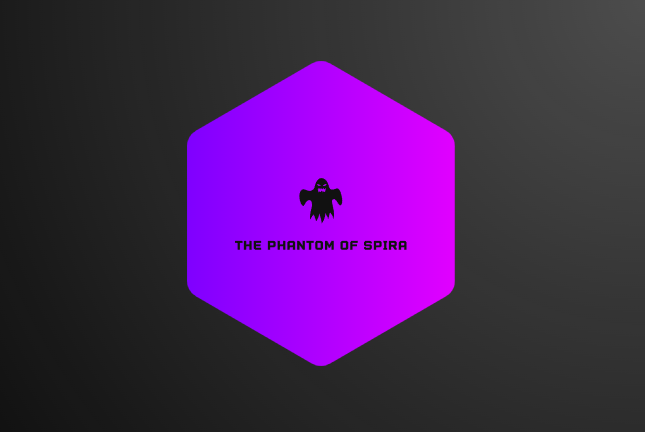 THE PHANTOM OF SPIRA